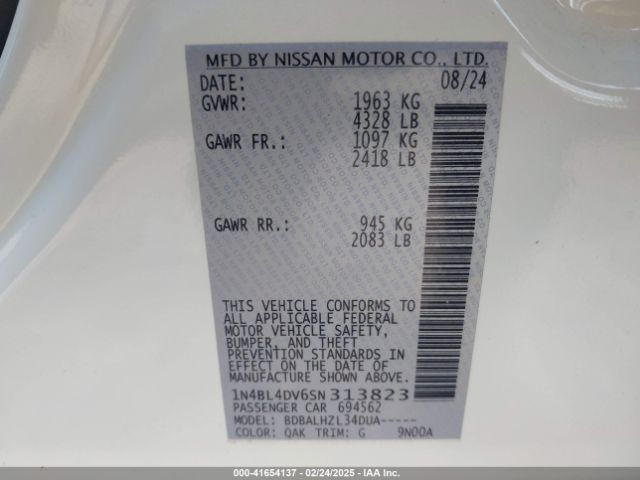 MFD BY NISSAN MOTOR CO., LTD.
DATE: 08/24
GVWR: 1963 KG
4328 LB
GAWR FR.: 1097 KG
2418 LB
GAWR RR.: 945 KG
2083 LB
THIS VEHICLE CONFORMS TO
ALL APPLICABLE FEDERAL
MOTOR VEHICLE SAFETY,
BUMPER, AND THEFT
PREVENTION STANDARDS IN
EFFECT ON THE DATE OF
MANUFACTURE SHOWN ABOVE.
1N4BL4DV6SN313823
PASSENGER CAR 694562
MODEL: BDBALHZL34DUA-----
COLOR: QAK TRIM: G 9N00A
000-41654137 - 02/24/2025 - IAAI.COM